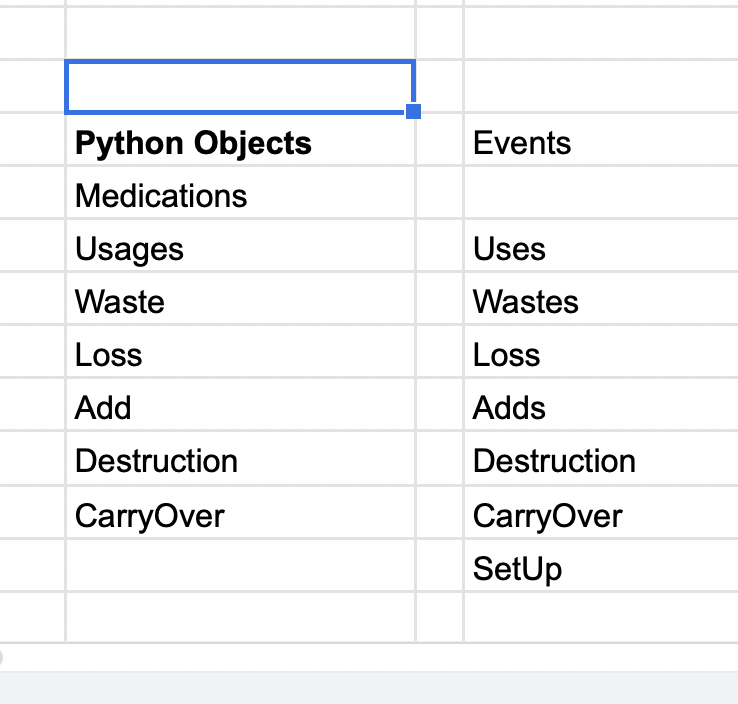 Python Objects Events
Medications
Usages Uses
Waste Wastes
Loss Loss
Add Adds
Destruction Destruction
CarryOver CarryOver
SetUp